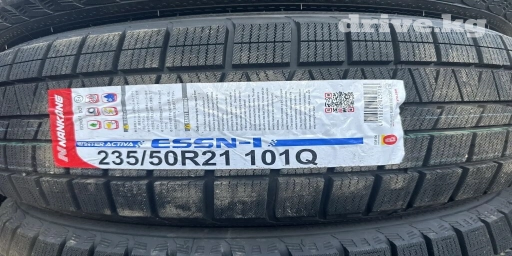 drive.kg
NANKANG
WINTER ACTIVA ESSN-1
235/50R21 101Q